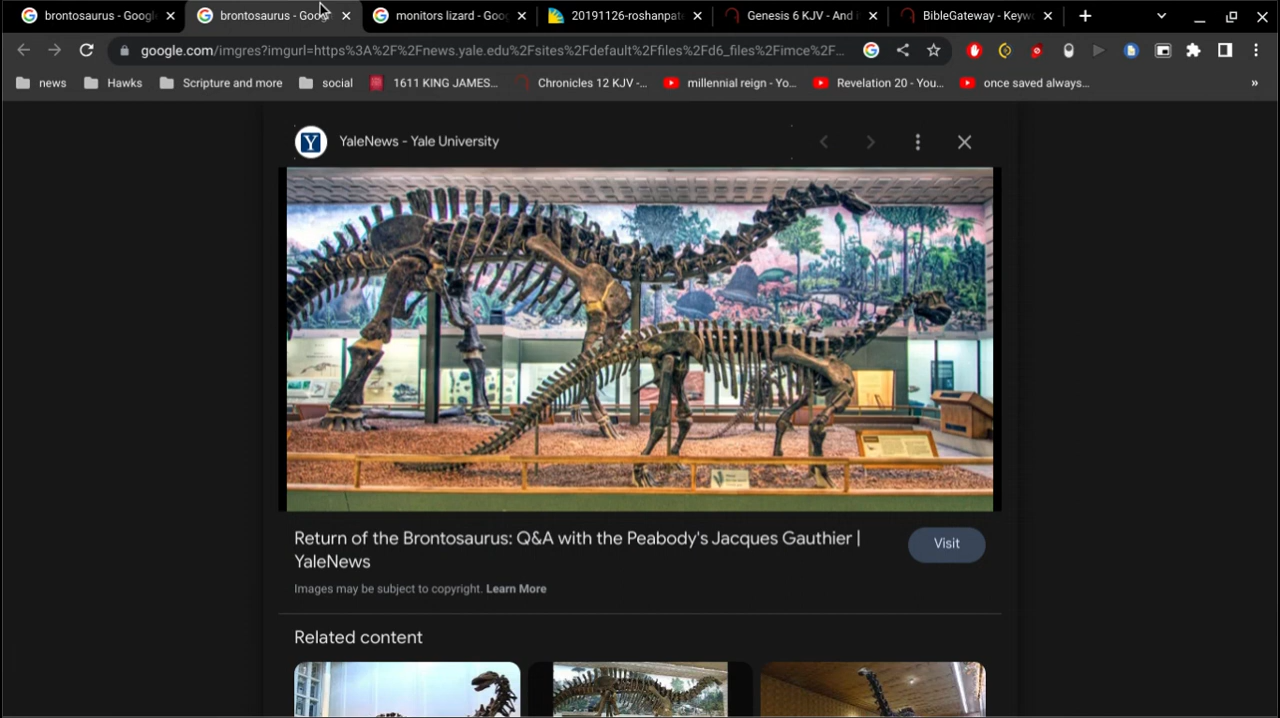 brontosaurus - Google
brontosaurus - Goog
monitors lizard - Goog
20191126-roshanpate
Genesis 6 KJV - And i
BibleGateway - Keyw
google.com/imgres?imgurl=https%3A%2F%2Fnews.yale.edu%2Fsites%2Fdefault%2Ffiles%2Fd6_files%2Fimce%2F...
news
Hawks
Scripture and more
social
1611 KING JAMES...
Chronicles 12 KJV -...
millennial reign - Yo...
Revelation 20 - You...
once saved always...
»
Y
YaleNews - Yale University
Return of the Brontosaurus: Q&A with the Peabody's Jacques Gauthier |
YaleNews
Visit
Images may be subject to copyright. Learn More
Related content